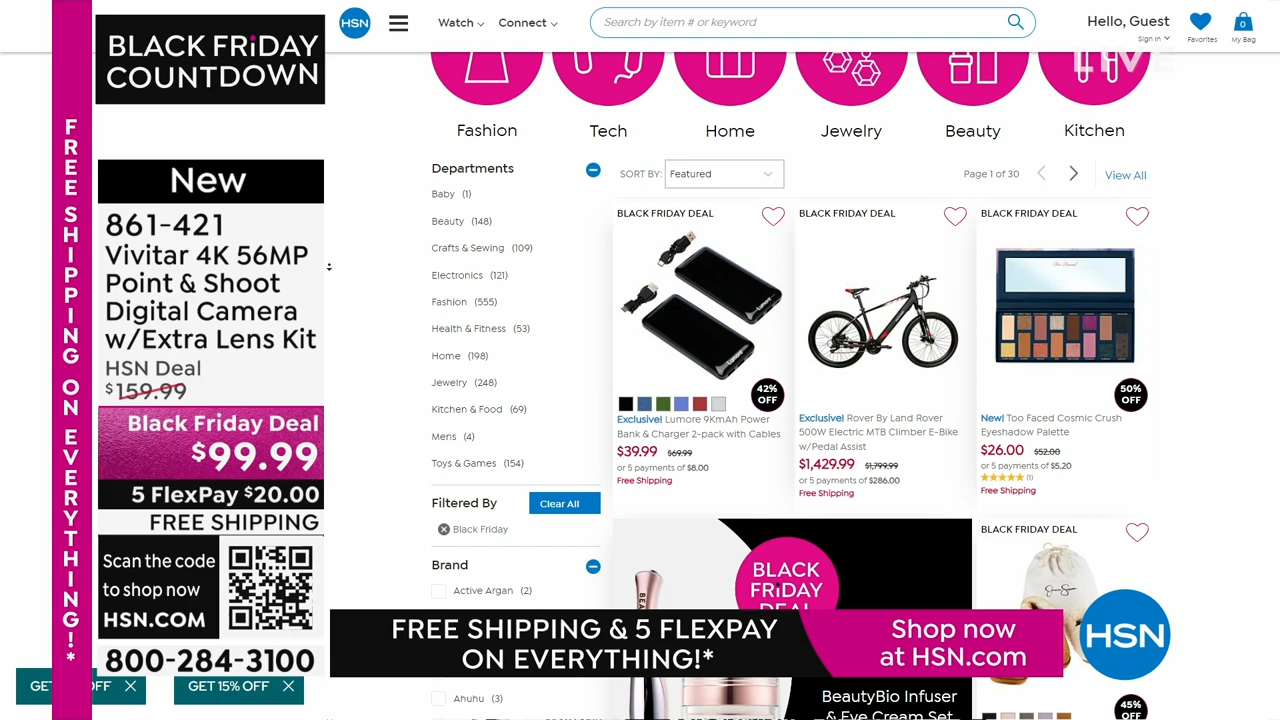 FREE SHIPPING ON EVERYTHING!*
BLACK FRiDAY
COUNTDOWN
New
861-421
Vivitar 4K 56MP
Point & Shoot
Digital Camera
w/Extra Lens Kit
HSN Deal
$159.99
Black Friday Deal
$99.99
5 FlexPay $20.00
FREE SHIPPING
Scan the code
to shop now
HSN.COM
800-284-3100
GET
OFF
GET 15% OFF
HSN
Watch
Connect
Search by item # or keyword
Hello, Guest
Sign in
Favorites
0
My Bag
LIVE
Fashion
Tech
Home
Jewelry
Beauty
Kitchen
Departments
Baby (1)
Beauty (148)
Crafts & Sewing (109)
Electronics (121)
Fashion (555)
Health & Fitness (53)
Home (198)
Jewelry (248)
Kitchen & Food (69)
Mens (4)
Toys & Games (154)
Filtered By
Clear All
Black Friday
Brand
Active Argan (2)
Ahuhu (3)
SORT BY: Featured
Page 1 of 30
View All
BLACK FRIDAY DEAL
42%
OFF
Exclusive! Lumore 9KmAh Power
Bank & Charger 2-pack with Cables
$39.99 $69.99
or 5 payments of $8.00
Free Shipping
BLACK FRIDAY DEAL
Exclusive! Rover By Land Rover
500W Electric MTB Climber E-Bike
w/Pedal Assist
$1,429.99 $1,799.99
or 5 payments of $286.00
Free Shipping
BLACK FRIDAY DEAL
50%
OFF
New! Too Faced Cosmic Crush
Eyeshadow Palette
$26.00 $52.00
or 5 payments of $5.20
(1)
Free Shipping
BLACK
FRiDAY
DEAL
BeautyBio Infuser
& Eye Cream Set
BLACK FRIDAY DEAL
45%
OFF
FREE SHIPPING & 5 FLEXPAY
ON EVERYTHING!*
Shop now
at HSN.com
HSN